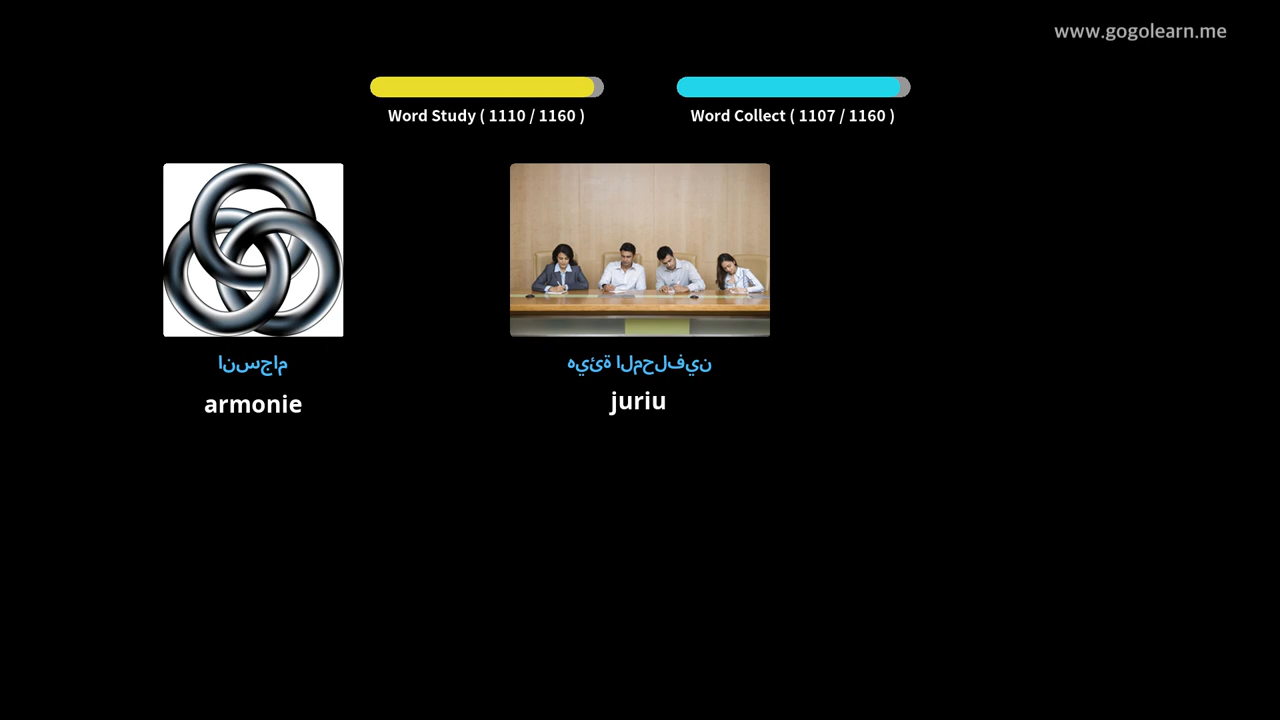 www.gogolearn.me
Word Study ( 1110 / 1160 )
Word Collect ( 1107 / 1160 )
انسجام
armonie
هيئة المحلفين
juriu